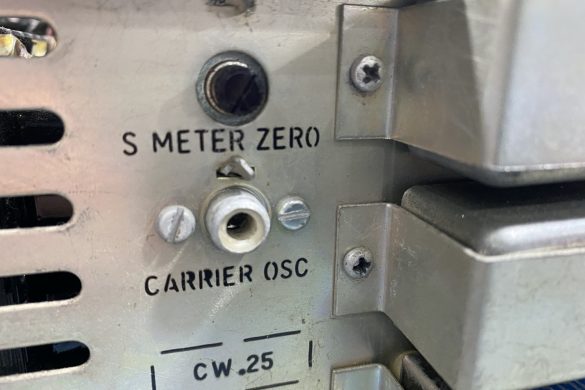 S METER ZERO
CARRIER OSC
CW .25